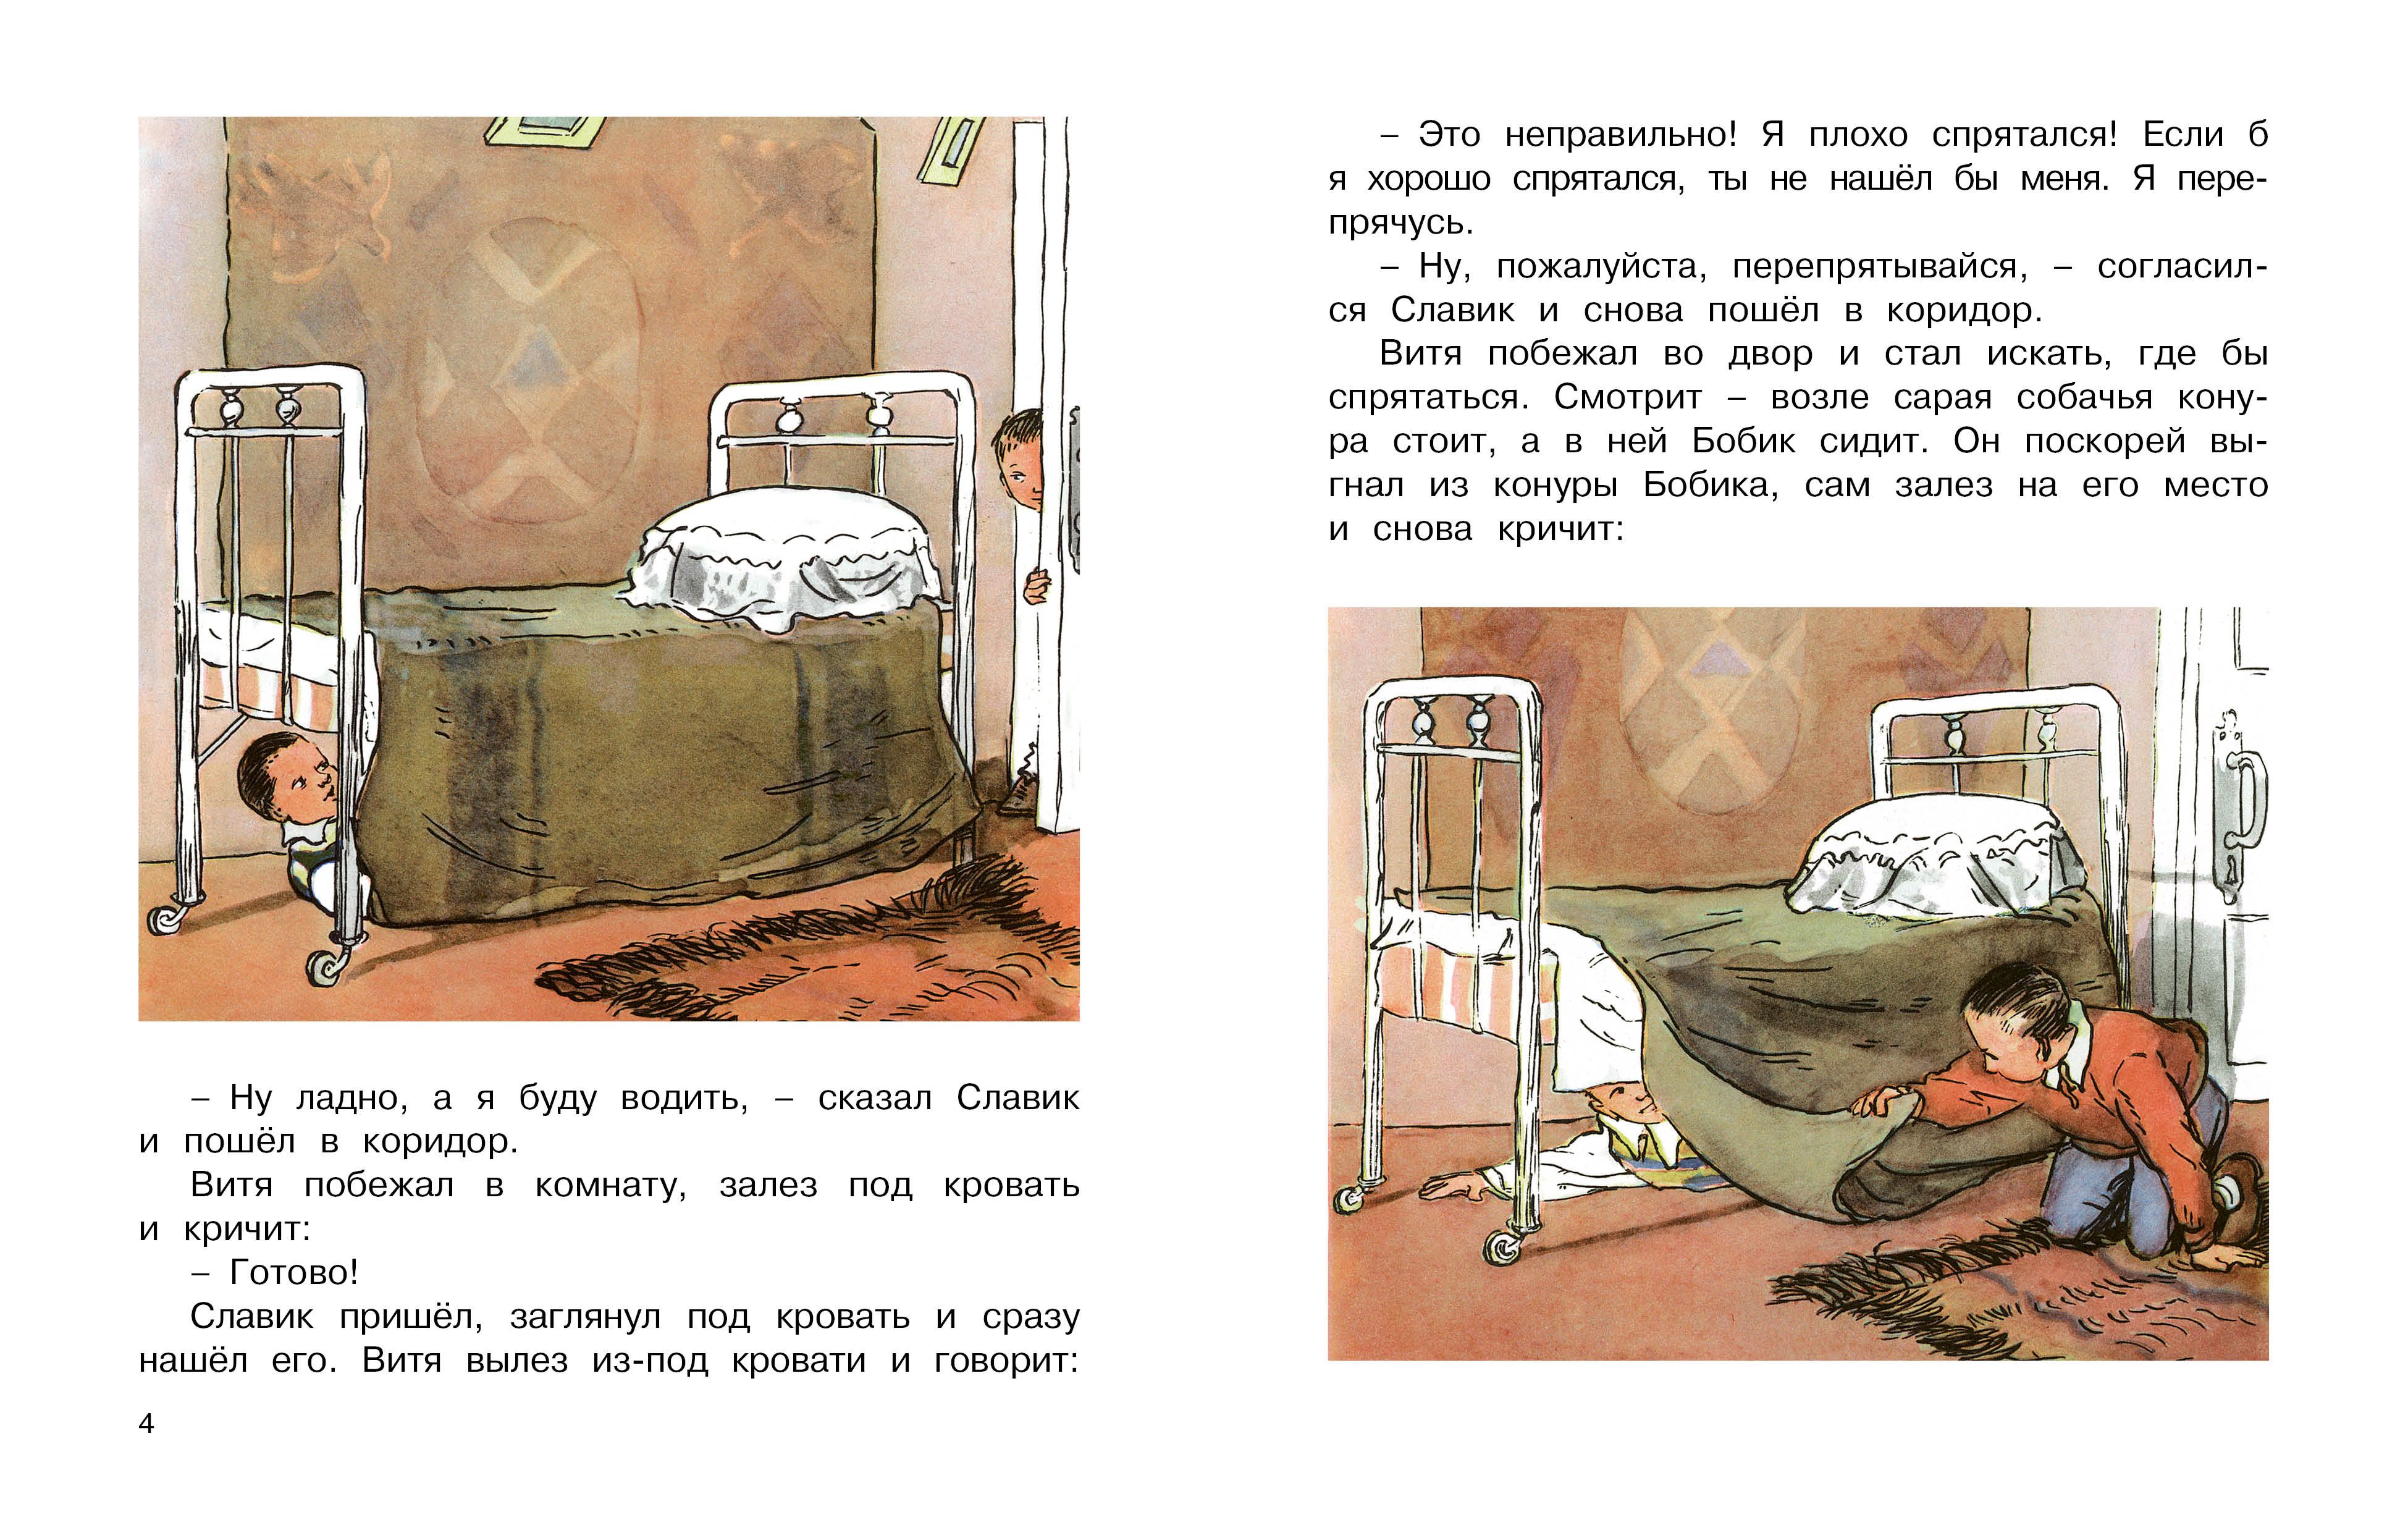 – Ну ладно, а я буду водить, – сказал Славик
и пошёл в коридор.
Витя побежал в комнату, залез под кровать
и кричит:
– Готово!
Славик пришёл, заглянул под кровать и сразу
нашёл его. Витя вылез из-под кровати и говорит:
4
– Это неправильно! Я плохо спрятался! Если б
я хорошо спрятался, ты не нашёл бы меня. Я пере-
прячусь.
– Ну, пожалуйста, перепрятывайся, – согласил-
ся Славик и снова пошёл в коридор.
Витя побежал во двор и стал искать, где бы
спрятаться. Смотрит – возле сарая собачья кону-
ра стоит, а в ней Бобик сидит. Он поскорей вы-
гнал из конуры Бобика, сам залез на его место
и снова кричит: